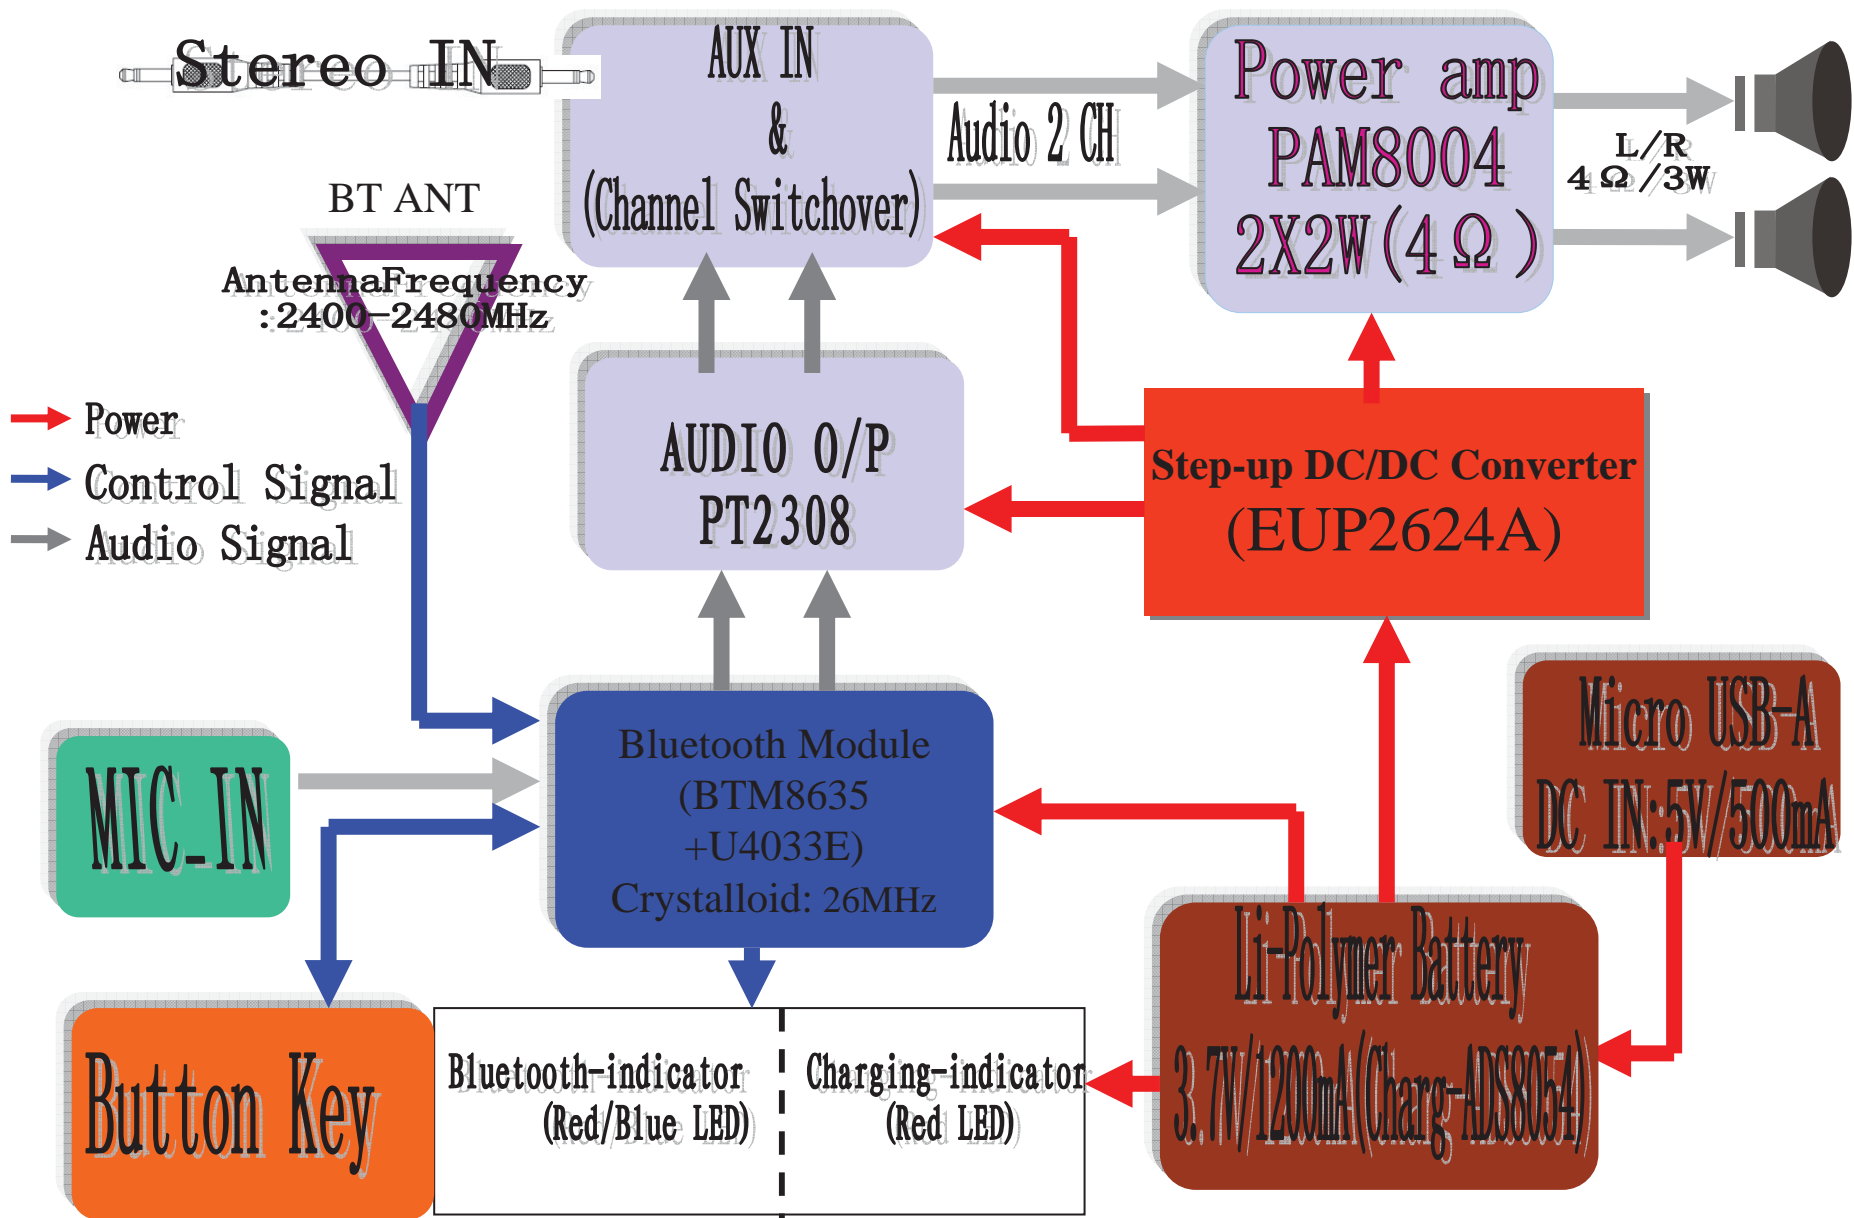 Stereo IN
AUX IN
&
(Channel Switchover)
Audio 2 CH
Power amp
PAM8004
2X2W(4Ω)
L/R
4Ω/3W
BT ANT
AntennaFrequency
:2400-2480MHz
Power
Control Signal
Audio Signal
AUDIO O/P
PT2308
Step-up DC/DC Converter
(EUP2624A)
Micro USB-A
DC IN:5V/500mA
MIC_IN
Bluetooth Module
(BTM8635
+U4033E)
Crystalloid: 26MHz
Li-Polymer Battery
3.7V/1200mA(Charg-ADS8054)
Button Key
Bluetooth-indicator
(Red/Blue LED)
Charging-indicator
(Red LED)